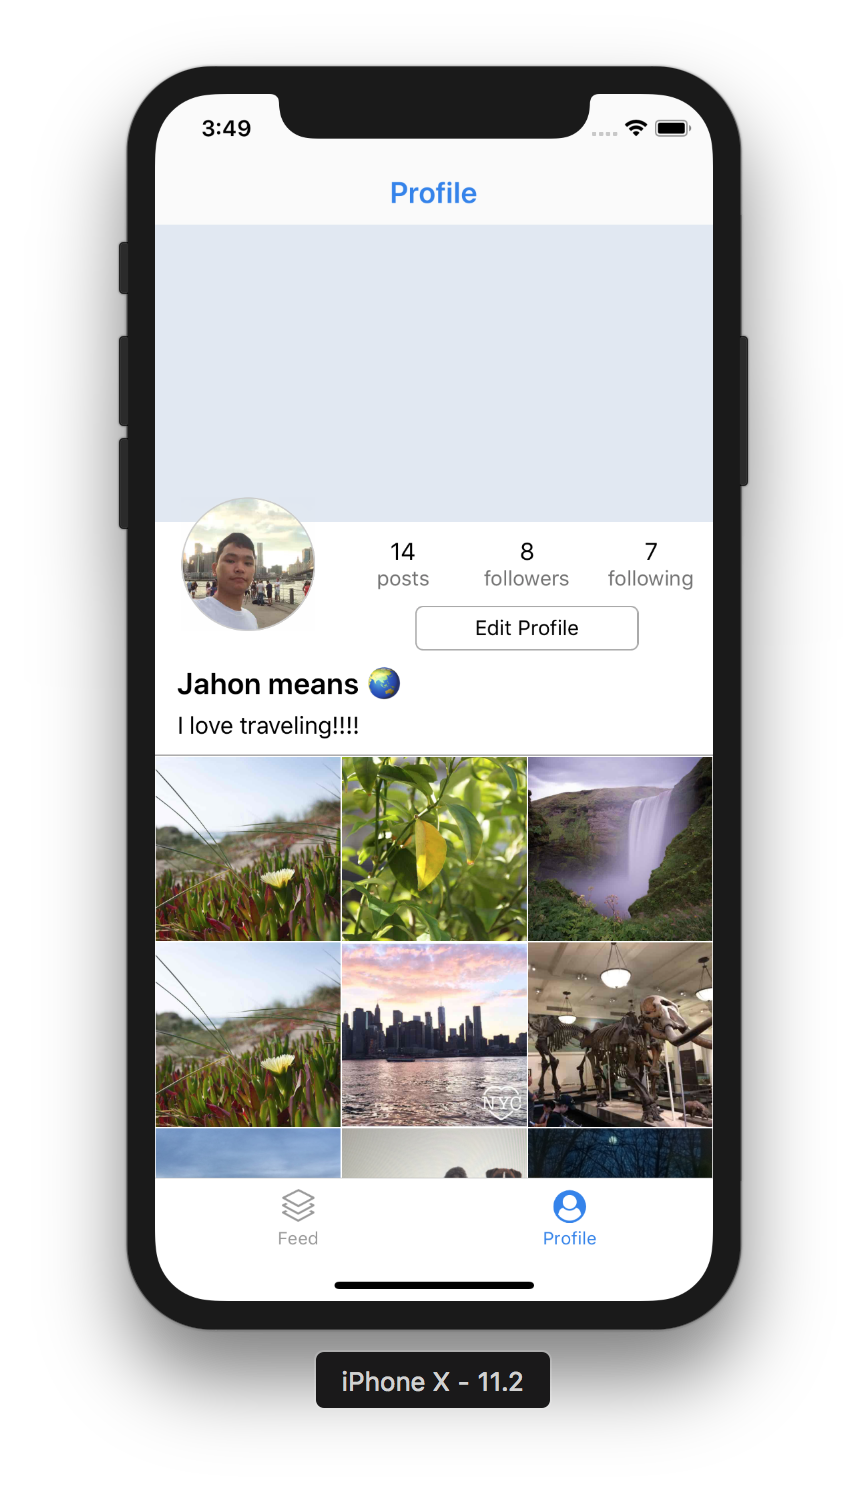 3:49
Profile
14 8 7
posts followers following
Edit Profile
Jahon means 🌏
I love traveling!!!!
NYC
Feed Profile
iPhone X - 11.2